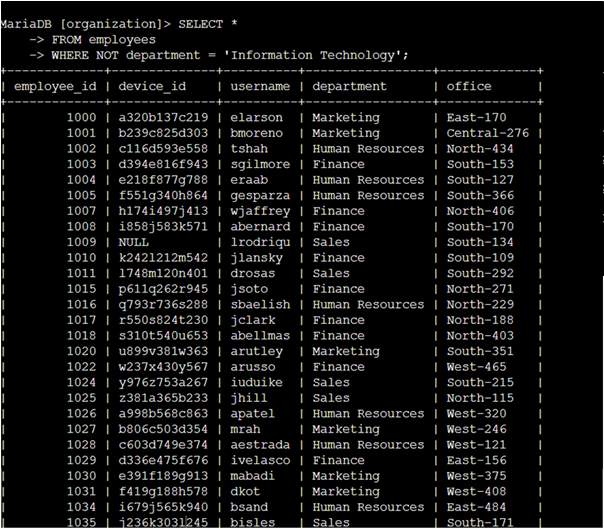 MariaDB [organization]> SELECT *
-> FROM employees
-> WHERE NOT department = 'Information Technology';
+-------------+--------------+----------+-----------------+-------------+
| employee_id | device_id | username | department | office |
+-------------+--------------+----------+-----------------+-------------+
| 1000 | a320b137c219 | elarson | Marketing | East-170 |
| 1001 | b239c825d303 | bmoreno | Marketing | Central-276 |
| 1002 | c116d593e558 | tshah | Human Resources | North-434 |
| 1003 | d394e816f943 | sgilmore | Finance | South-153 |
| 1004 | e218f877g788 | eraab | Human Resources | South-127 |
| 1005 | f551g340h864 | gesparza | Human Resources | South-366 |
| 1007 | h174i497j413 | wjaffrey | Finance | North-406 |
| 1008 | i858j583k571 | abernard | Finance | South-170 |
| 1009 | NULL | lrodriqu | Sales | South-134 |
| 1010 | k242l212m542 | jlansky | Finance | South-109 |
| 1011 | l748m120n401 | drosas | Sales | South-292 |
| 1015 | p611q262r945 | jsoto | Finance | North-271 |
| 1016 | q793r736s288 | sbaelish | Human Resources | North-229 |
| 1017 | r550s824t230 | jclark | Finance | North-188 |
| 1018 | s310t540u653 | abellmas | Finance | North-403 |
| 1020 | u899v381w363 | arutley | Marketing | South-351 |
| 1022 | w237x430y567 | arusso | Finance | West-465 |
| 1024 | y976z753a267 | iuduike | Sales | South-215 |
| 1025 | z381a365b233 | jhill | Sales | North-115 |
| 1026 | a998b568c863 | apatel | Human Resources | West-320 |
| 1027 | b806c503d354 | mrah | Marketing | West-246 |
| 1028 | c603d749e374 | aestrada | Human Resources | West-121 |
| 1029 | d336e475f676 | ivelasco | Finance | East-156 |
| 1030 | e391f189g913 | mabadi | Marketing | West-375 |
| 1031 | f419g188h578 | dkot | Marketing | West-408 |
| 1034 | i679j565k940 | bsand | Human Resources | East-484 |
| 1035 | j236k303l245 | bisles | Sales | South-171 |